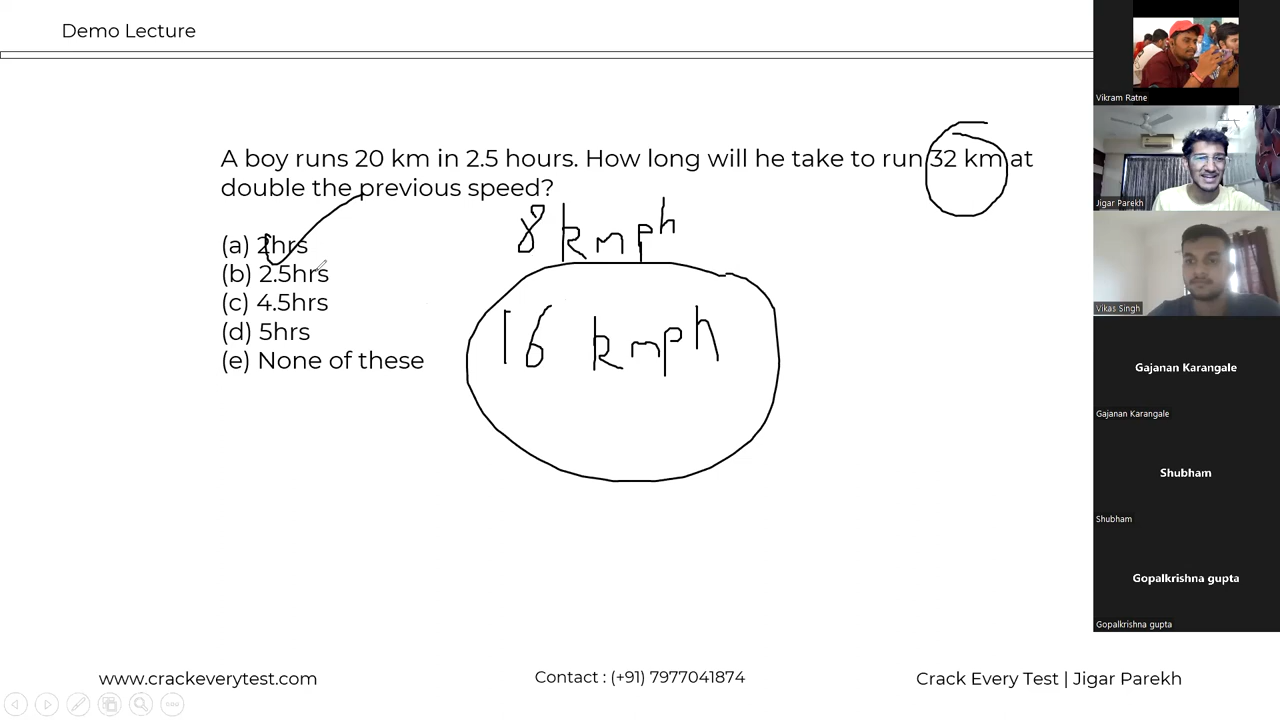 Demo Lecture
A boy runs 20 km in 2.5 hours. How long will he take to run 32 km at
double the previous speed?
(a) 2hrs
(b) 2.5hrs
(c) 4.5hrs
(d) 5hrs
(e) None of these
8 kmph
16 kmph
www.crackeverytest.com
Contact : (+91) 7977041874
Crack Every Test | Jigar Parekh
Vikram Ratne
Jigar Parekh
Vikas Singh
Gajanan Karangale
Gajanan Karangale
Shubham
Shubham
Gopalkrishna gupta
Gopalkrishna gupta